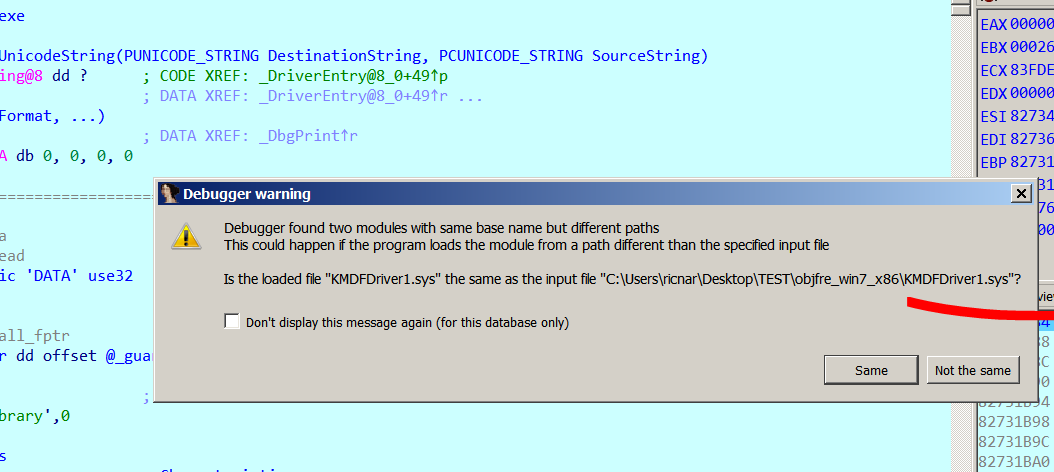 exe
UnicodeString(PUNICODE_STRING DestinationString, PCUNICODE_STRING SourceString)
ing@8 dd ? ; CODE XREF: _DriverEntry@8_0+49↑p
; DATA XREF: _DriverEntry@8_0+49↑r ...
Format, ...)
; DATA XREF: _DbgPrint↑r
A db 0, 0, 0, 0
a
ead
ic 'DATA' use32
all_fptr
r dd offset @_gua
;
brary',0
s
EAX 00000
EBX 00026
ECX 83FDE
EDX 00000
ESI 82734
EDI 82736
EBP 82731
Debugger warning
Debugger found two modules with same base name but different paths
This could happen if the program loads the module from a path different than the specified input file
Is the loaded file "KMDFDriver1.sys" the same as the input file "C:\Users\ricnar\Desktop\TEST\objfre_win7_x86\KMDFDriver1.sys"?
Don't display this message again (for this database only)
Same
Not the same
82731B94
82731B98
82731B9C
82731BA0